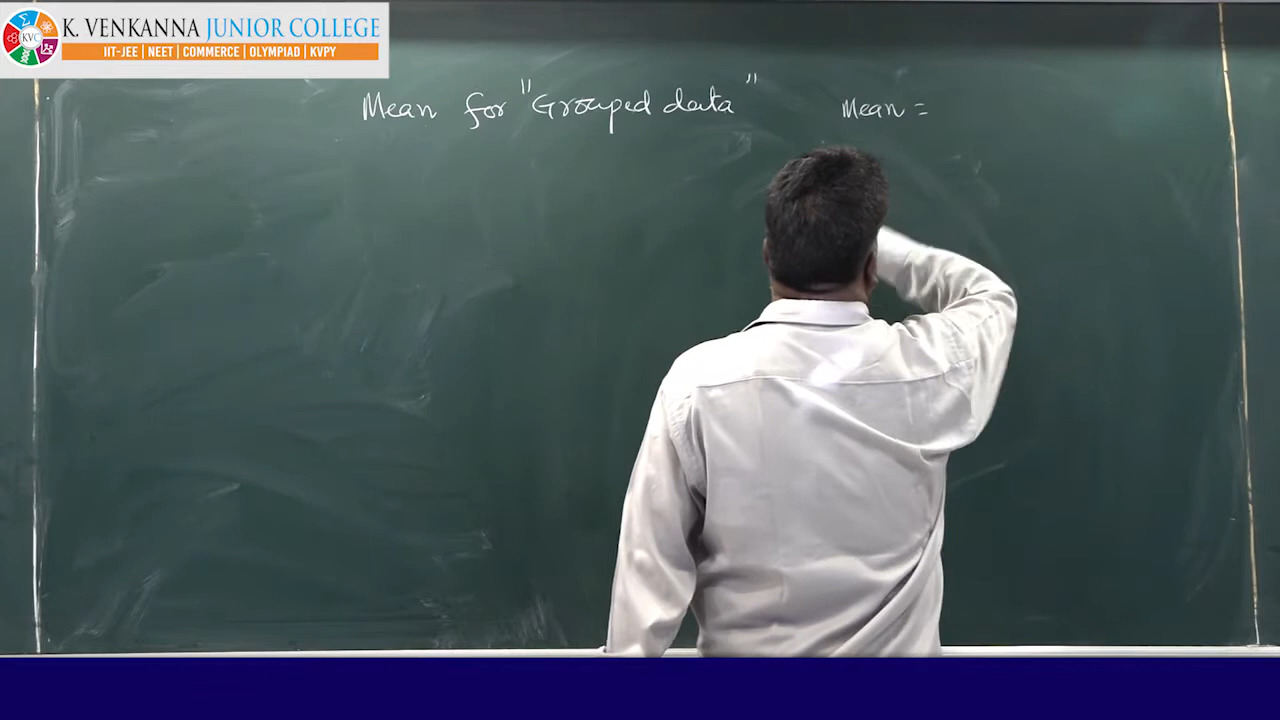 K. VENKANNA JUNIOR COLLEGE
KVC
IIT-JEE | NEET | COMMERCE | OLYMPIAD | KVPY
Mean for "Grouped data" Mean =